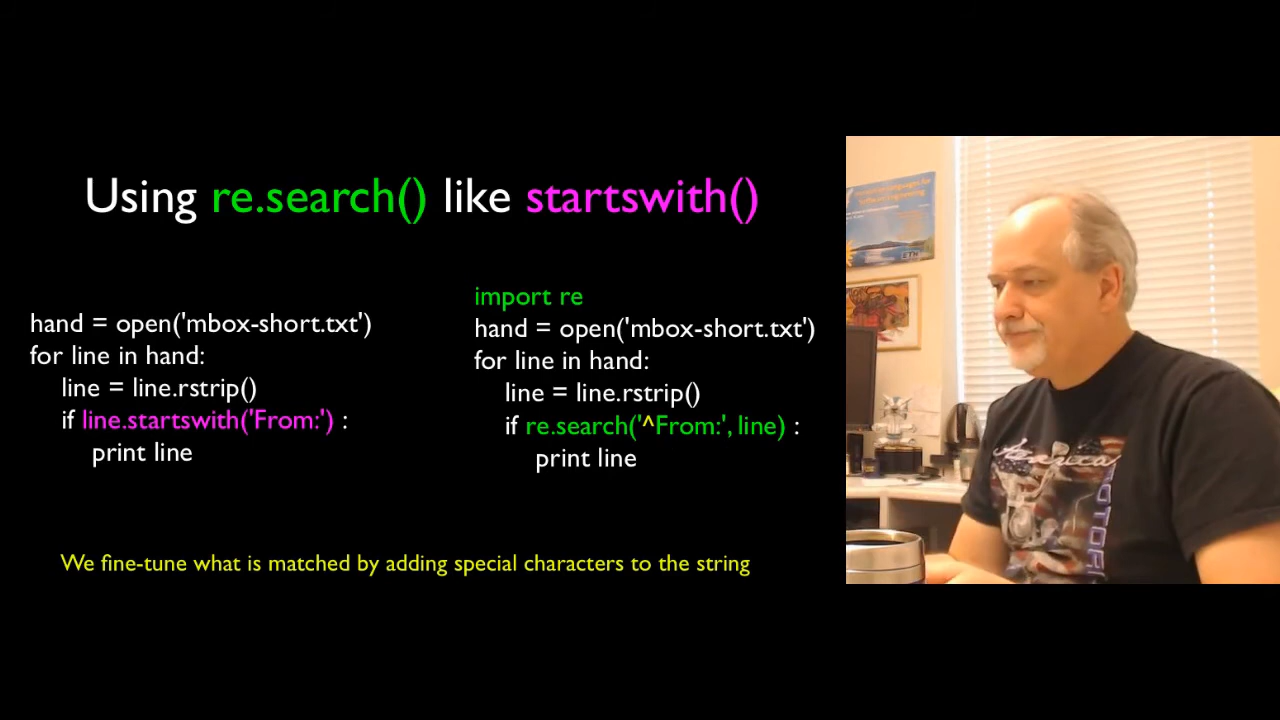 Using re.search() like startswith()
hand = open('mbox-short.txt')
for line in hand:
line = line.rstrip()
if line.startswith('From:') :
print line
import re
hand = open('mbox-short.txt')
for line in hand:
line = line.rstrip()
if re.search('^From:', line) :
print line
We fine-tune what is matched by adding special characters to the string
America
ETN